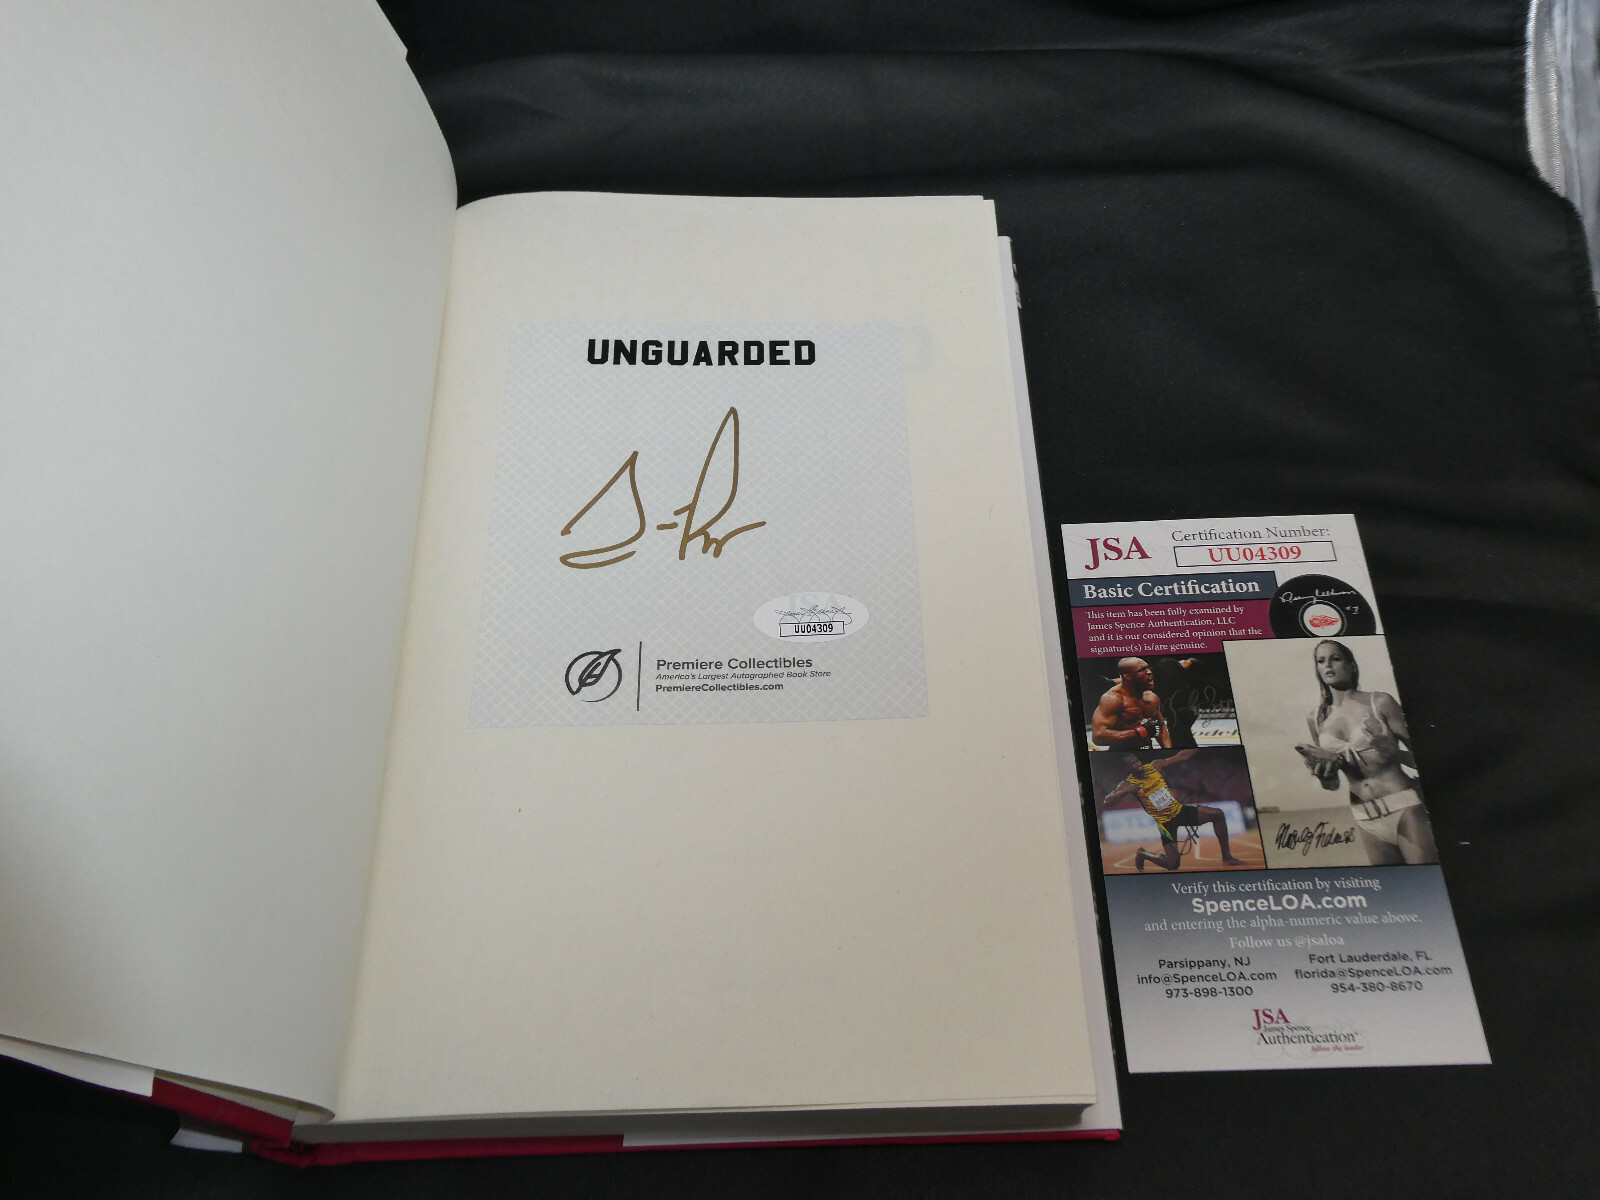 UNGUARDED
UU04309
Premiere Collectibles
America's Largest Autographed Book Store
PremiereCollectibles.com
JSA
Certification Number:
UU04309
Basic Certification
This item has been fully examined by
James Spence Authentication, LLC
and it is our considered opinion that the
signature(s) is/are genuine.
Verify this certification by visiting
SpenceLOA.com
and entering the alpha-numeric value above.
Follow us @jsaloa
Parsippany, NJ
info@SpenceLOA.com
973-898-1300
Fort Lauderdale, FL
florida@SpenceLOA.com
954-380-8670
JSA
James Spence
Authentication
follow the leader